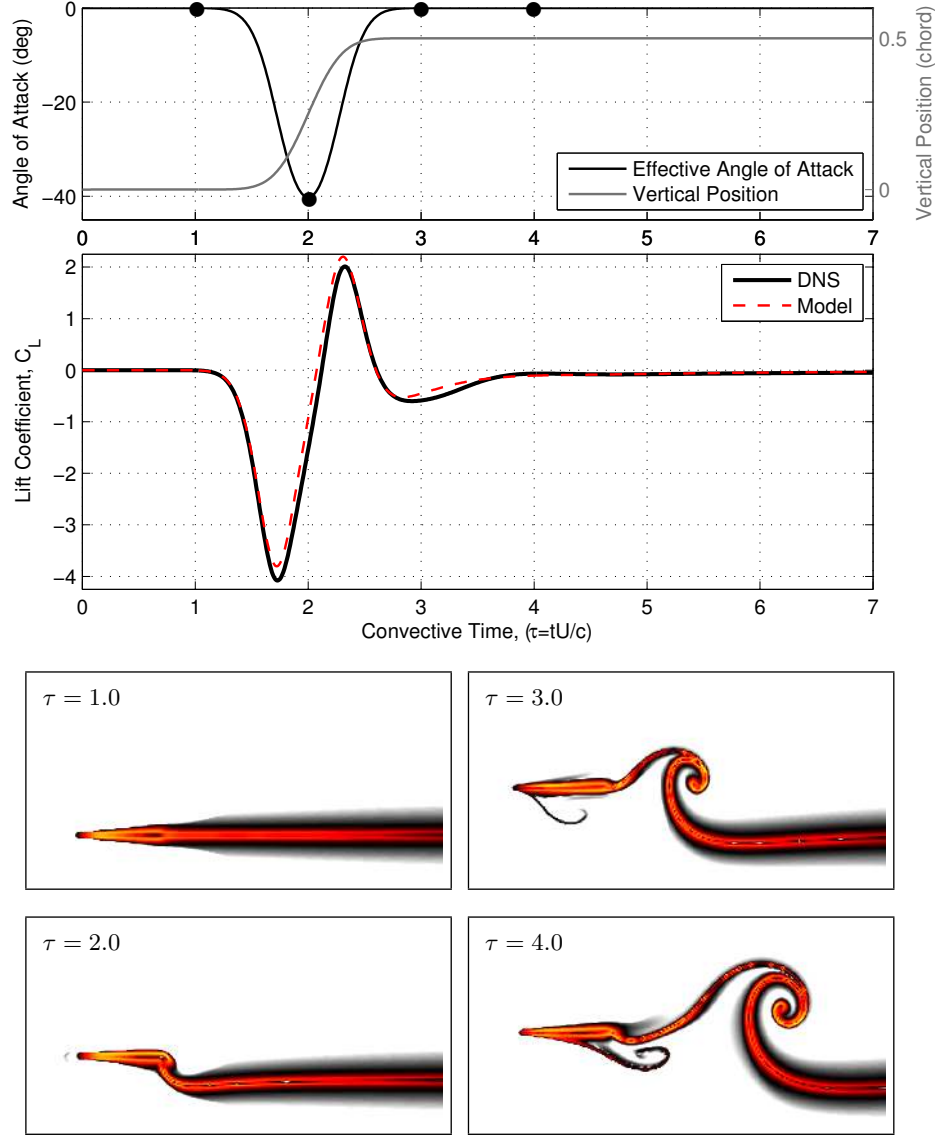 0
−20
−40
Angle of Attack (deg)
0.5
0
Vertical Position (chord)
Effective Angle of Attack
Vertical Position
0 1 2 3 4 5 6 7
2
1
0
−1
−2
−3
−4
Lift Coefficient, C_L
DNS
Model
0 1 2 3 4 5 6 7
Convective Time, (τ=tU/c)
τ = 1.0
τ = 3.0
τ = 2.0
τ = 4.0